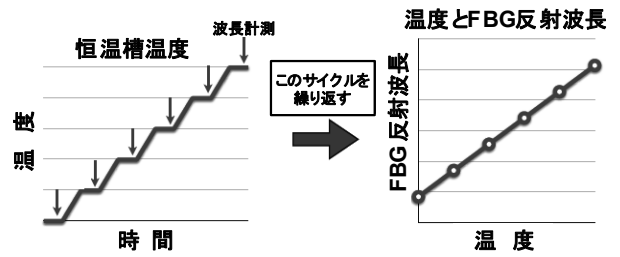 恒温槽温度
波長計測
温度
時間
このサイクルを
繰り返す
温度とFBG反射波長
FBG反射波長
温度